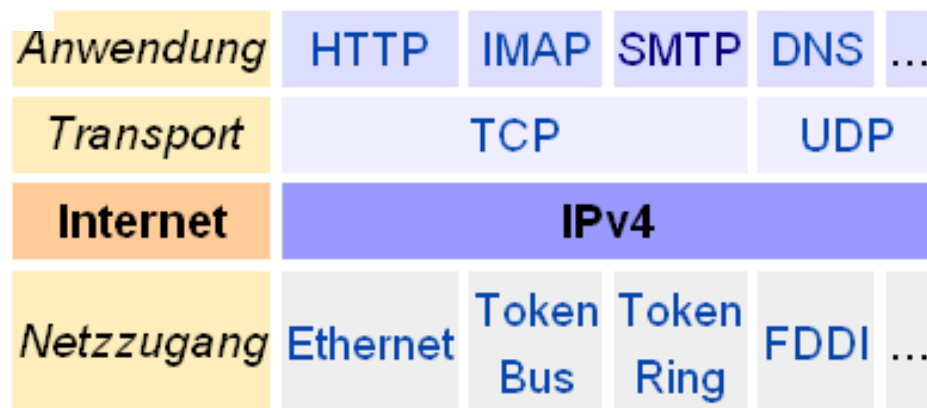 Anwendung HTTP IMAP SMTP DNS ...
Transport TCP UDP
Internet IPv4
Netzzugang Ethernet Token Bus Token Ring FDDI ...